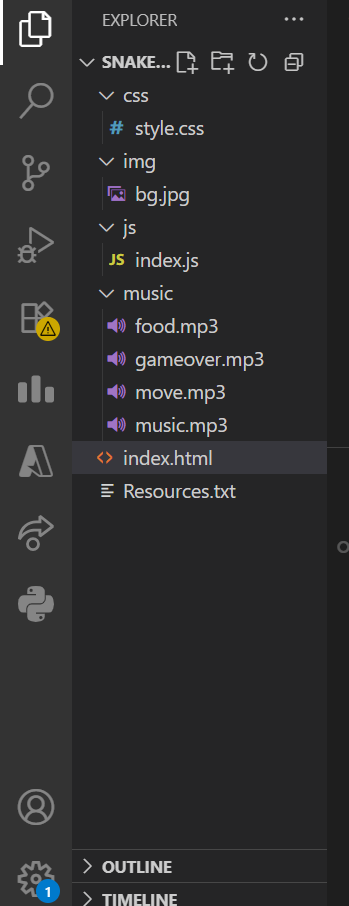 EXPLORER
SNAKE...
css
# style.css
img
bg.jpg
js
JS index.js
music
food.mp3
gameover.mp3
move.mp3
music.mp3
<> index.html
Resources.txt
1
OUTLINE
TIMELINE